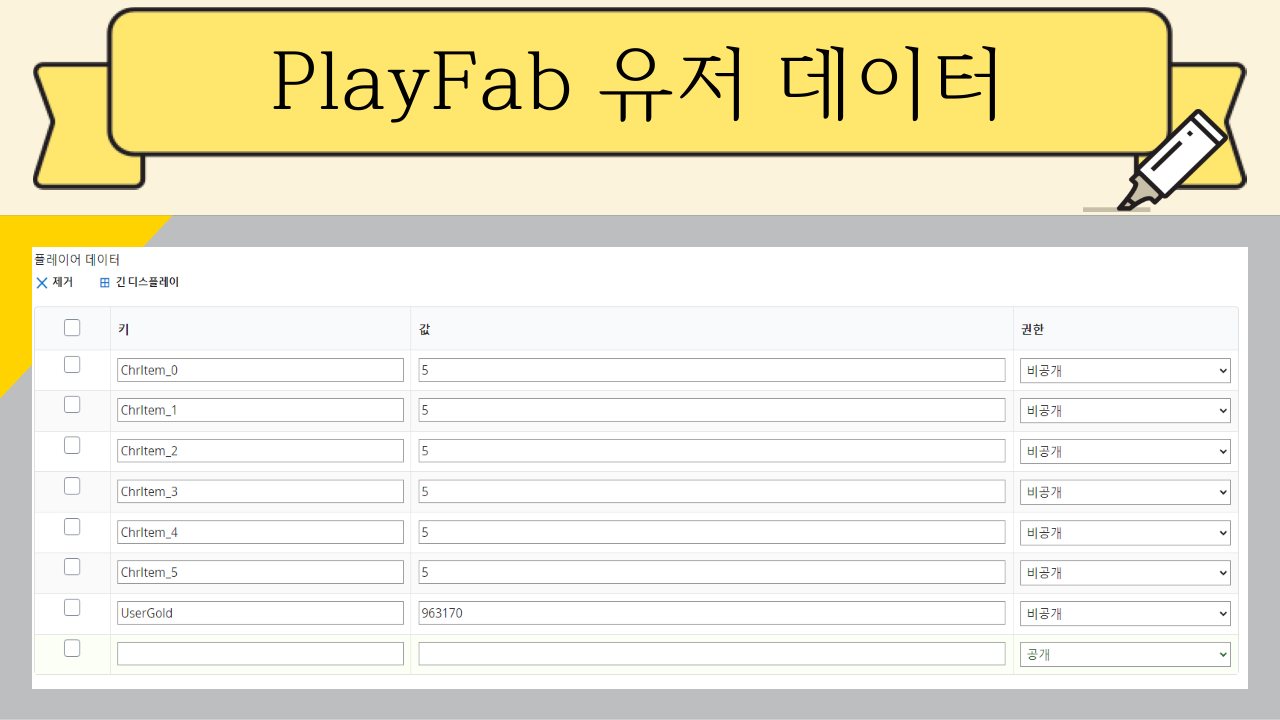 PlayFab 유저 데이터
플레이어 데이터
제거 긴 디스플레이
키 값 권한
ChrItem_0 5 비공개
ChrItem_1 5 비공개
ChrItem_2 5 비공개
ChrItem_3 5 비공개
ChrItem_4 5 비공개
ChrItem_5 5 비공개
UserGold 963170 비공개
공개